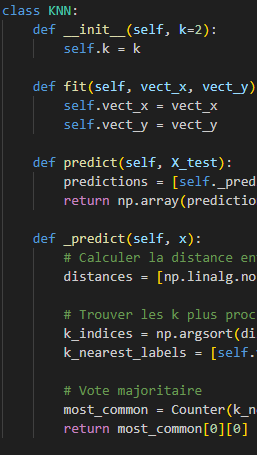 class KNN:
    def __init__(self, k=2):
        self.k = k

    def fit(self, vect_x, vect_y)
        self.vect_x = vect_x
        self.vect_y = vect_y

    def predict(self, X_test):
        predictions = [self._pred
        return np.array(predictio

    def _predict(self, x):
        # Calculer la distance en
        distances = [np.linalg.no

        # Trouver les k plus proc
        k_indices = np.argsort(di
        k_nearest_labels = [self.

        # Vote majoritaire
        most_common = Counter(k_n
        return most_common[0][0]